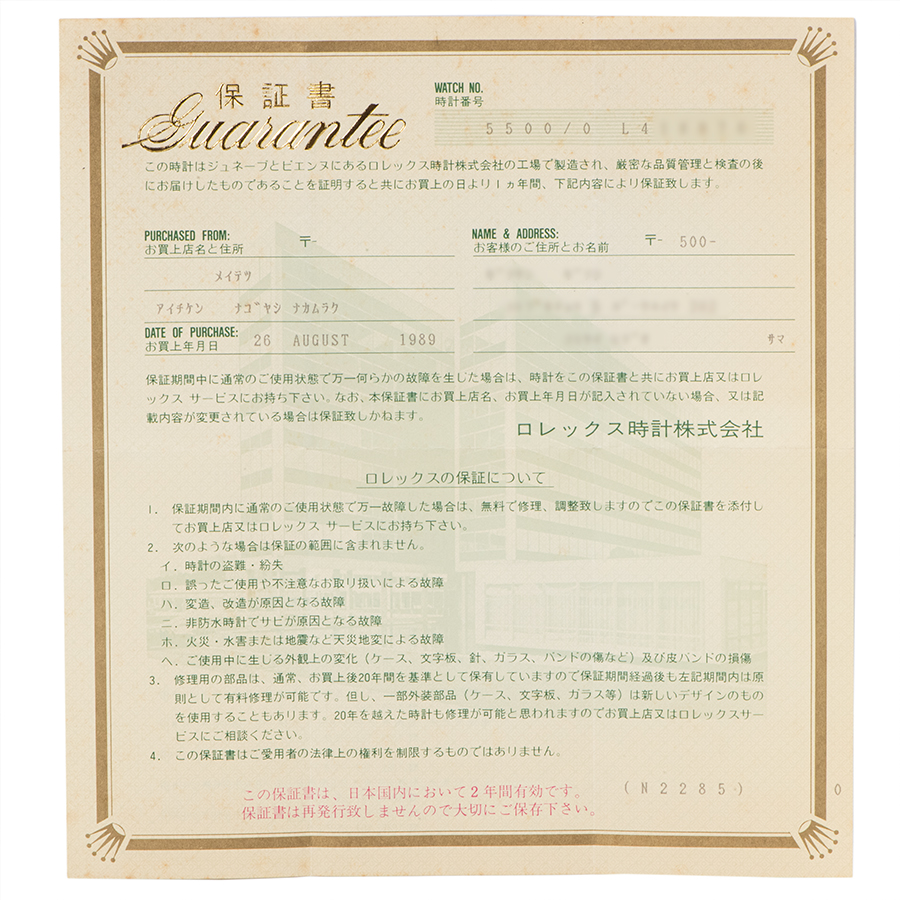 保証書
Guarantee
WATCH NO.
時計番号
5500/0 L4
この時計はジュネーブとビエンヌにあるロレックス時計株式会社の工場で製造され、厳密な品質管理と検査の後
にお届けしたものであることを証明すると共にお買上の日より1ヵ年間、下記内容により保証致します。
PURCHASED FROM:
お買上店名と住所 〒-
メイテツ
アイチケン ナゴヤシ ナカムラク
DATE OF PURCHASE:
お買上年月日 26 AUGUST 1989
NAME & ADDRESS:
お客様のご住所とお名前 〒- 500-
サマ
保証期間中に通常のご使用状態で万一何らかの故障を生じた場合は、時計をこの保証書と共にお買上店又はロレ
ックス サービスにお持ち下さい。なお、本保証書にお買上店名、お買上年月日が記入されていない場合、又は記
載内容が変更されている場合は保証致しかねます。
ロレックス時計株式会社
ロレックスの保証について
1. 保証期間内に通常のご使用状態で万一故障した場合は、無料で修理、調整致しますのでこの保証書を添付し
てお買上店又はロレックス サービスにお持ち下さい。
2. 次のような場合は保証の範囲に含まれません。
イ. 時計の盗難・紛失
ロ. 誤ったご使用や不注意なお取り扱いによる故障
ハ. 変造、改造が原因となる故障
ニ. 非防水時計でサビが原因となる故障
ホ. 火災・水害または地震など天災地変による故障
ヘ. ご使用中に生じる外観上の変化（ケース、文字板、針、ガラス、バンドの傷など）及び皮バンドの損傷
3. 修理用の部品は、通常、お買上後20年間を基準として保有していますので保証期間経過後も左記期間内は原
則として有料修理が可能です。但し、一部外装部品（ケース、文字板、ガラス等）は新しいデザインのもの
を使用することもあります。20年を越えた時計も修理が可能と思われますのでお買上店又はロレックスサー
ビスにご相談ください。
4. この保証書はご愛用者の法律上の権利を制限するものではありません。
この保証書は、日本国内において2年間有効です。
保証書は再発行致しませんので大切にご保存下さい。
(N2285) 0